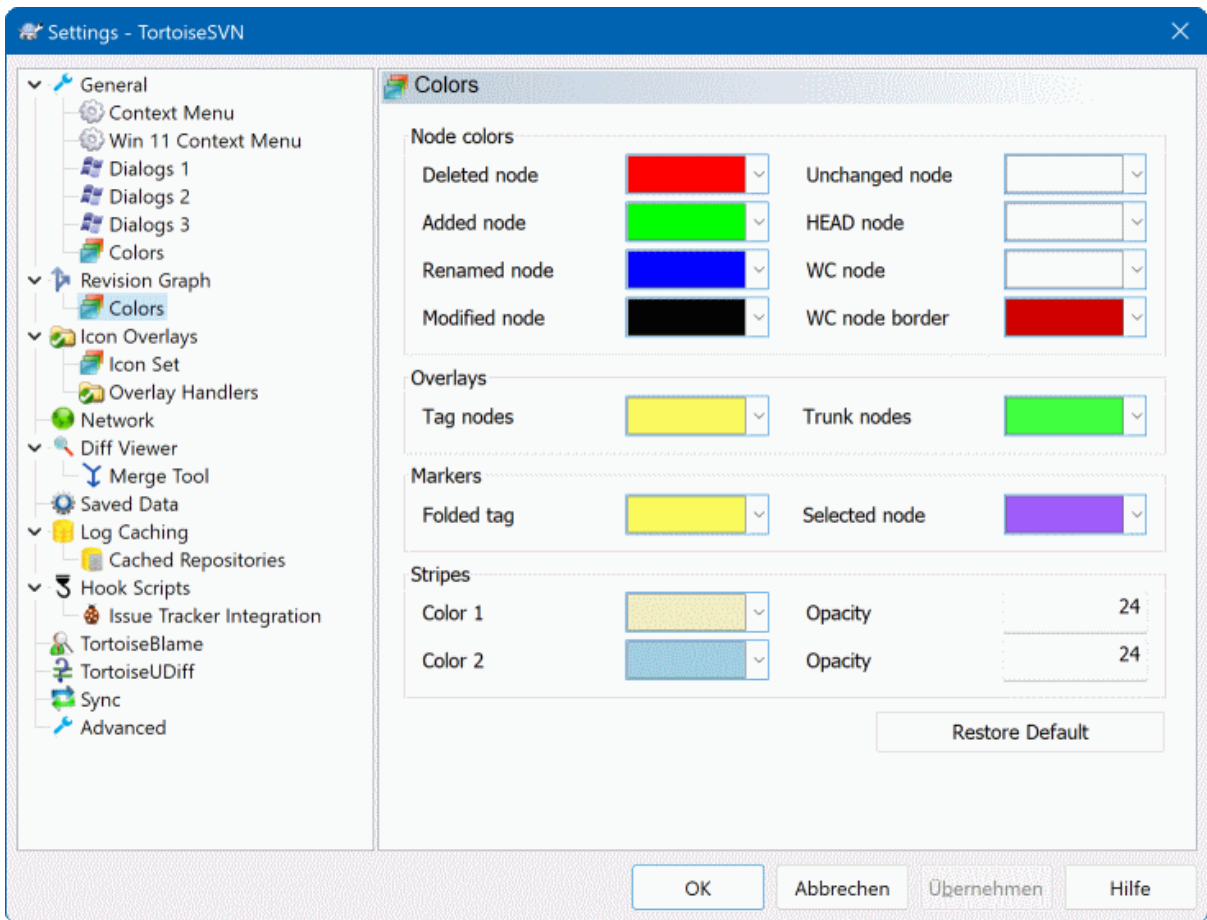 Settings - TortoiseSVN
General
Context Menu
Win 11 Context Menu
Dialogs 1
Dialogs 2
Dialogs 3
Colors
Revision Graph
Colors
Icon Overlays
Icon Set
Overlay Handlers
Network
Diff Viewer
Merge Tool
Saved Data
Log Caching
Cached Repositories
Hook Scripts
Issue Tracker Integration
TortoiseBlame
TortoiseUDiff
Sync
Advanced
Colors
Node colors
Deleted node Unchanged node
Added node HEAD node
Renamed node WC node
Modified node WC node border
Overlays
Tag nodes Trunk nodes
Markers
Folded tag Selected node
Stripes
Color 1 Opacity 24
Color 2 Opacity 24
Restore Default
OK Abbrechen Übernehmen Hilfe